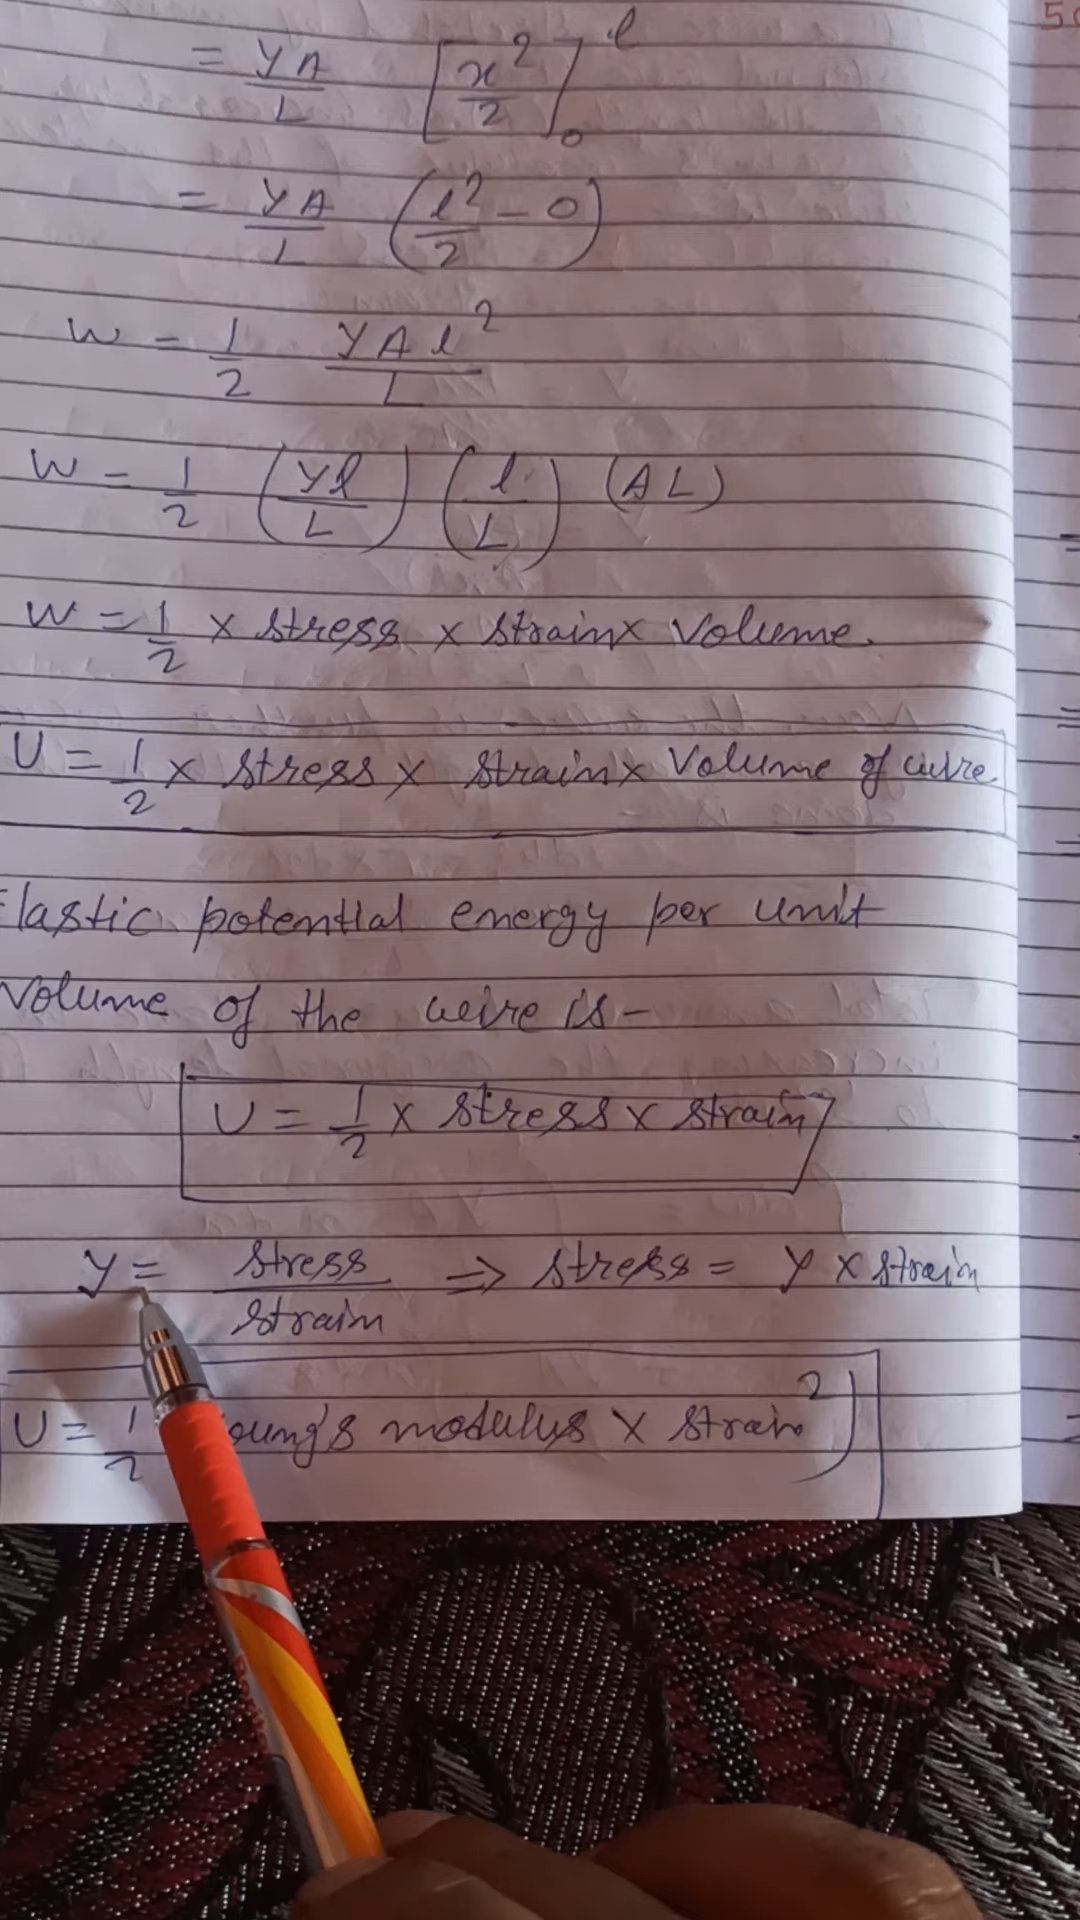 = YA/L [x²/2]₀ˡ
= YA/L (l²/2 - 0)
W = 1/2 YAl²/L
W = 1/2 (Yl/L) (l/L) (AL)
W = 1/2 × stress × strain × Volume.
U = 1/2 × stress × strain × Volume of wire
Elastic potential energy per unit
Volume of the wire is -
U = 1/2 × stress × strain
Y = stress/strain ⇒ stress = Y × strain
U = 1/2 oung's modulus × strain²